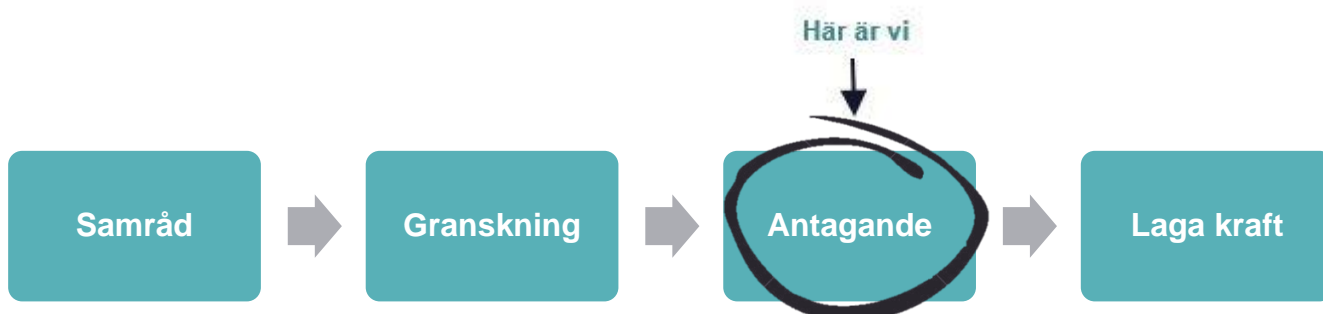 Här är vi
Samråd
Granskning
Antagande
Laga kraft